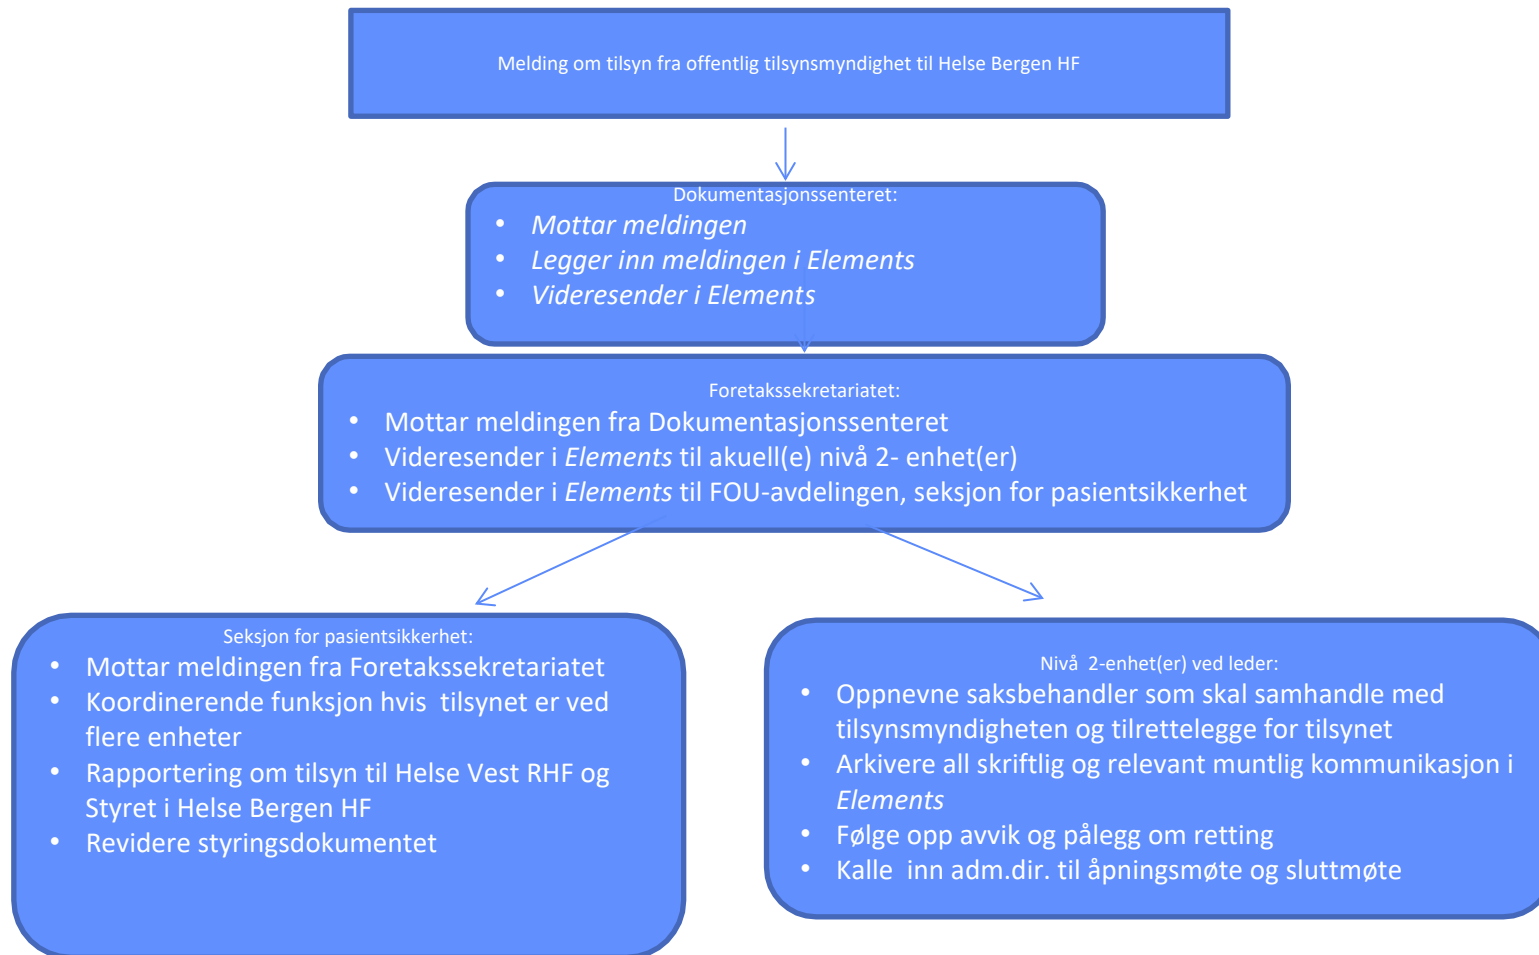 Melding om tilsyn fra offentlig tilsynsmyndighet til Helse Bergen HF
Dokumentasjonssenteret:
• Mottar meldingen
• Legger inn meldingen i Elements
• Videresender i Elements
Foretakssekretariatet:
• Mottar meldingen fra Dokumentasjonssenteret
• Videresender i Elements til akuell(e) nivå 2- enhet(er)
• Videresender i Elements til FOU-avdelingen, seksjon for pasientsikkerhet
Seksjon for pasientsikkerhet:
• Mottar meldingen fra Foretakssekretariatet
• Koordinerende funksjon hvis tilsynet er ved
flere enheter
• Rapportering om tilsyn til Helse Vest RHF og
Styret i Helse Bergen HF
• Revidere styringsdokumentet
Nivå 2-enhet(er) ved leder:
• Oppnevne saksbehandler som skal samhandle med
tilsynsmyndigheten og tilrettelegge for tilsynet
• Arkivere all skriftlig og relevant muntlig kommunikasjon i
Elements
• Følge opp avvik og pålegg om retting
• Kalle inn adm.dir. til åpningsmøte og sluttmøte